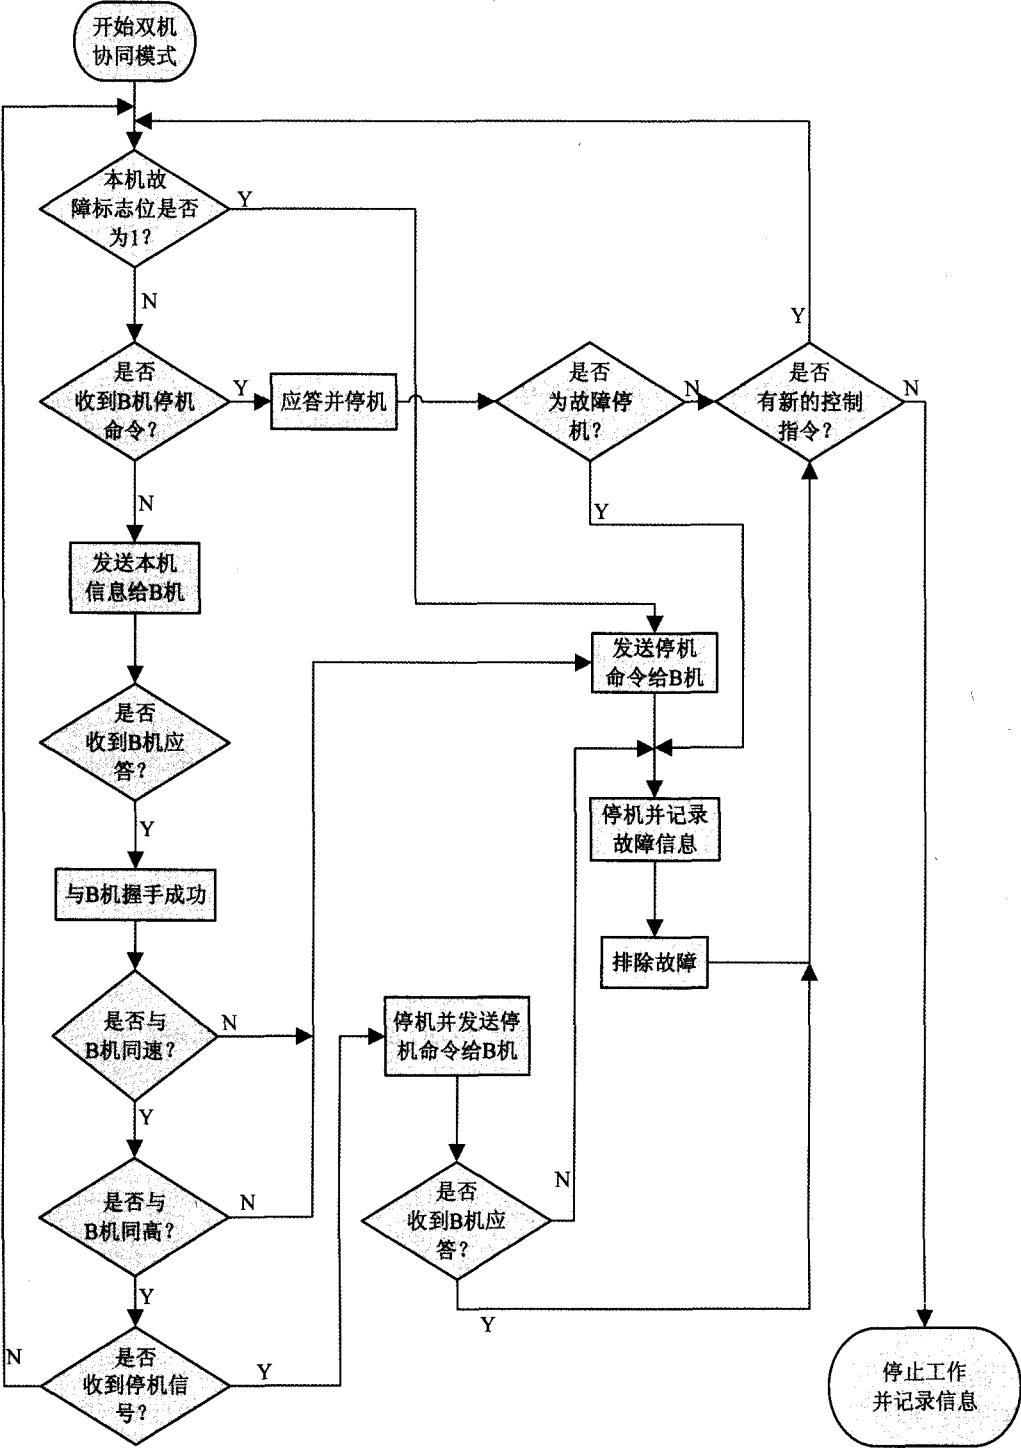 开始双机
协同模式
本机故
障标志位是否
为1?
Y
N
是否
收到B机停机
命令?
Y
应答并停机
是否
为故障停
机?
N
Y
是否
有新的控制
指令?
Y
N
N
发送本机
信息给B机
是否
收到B机应
答?
Y
与B机握手成功
是否与
B机同速?
N
Y
是否与
B机同高?
N
Y
是否
收到停机信
号?
N
Y
发送停机
命令给B机
停机并记录
故障信息
排除故障
停机并发送停
机命令给B机
是否
收到B机应
答?
N
Y
停止工作
并记录信息